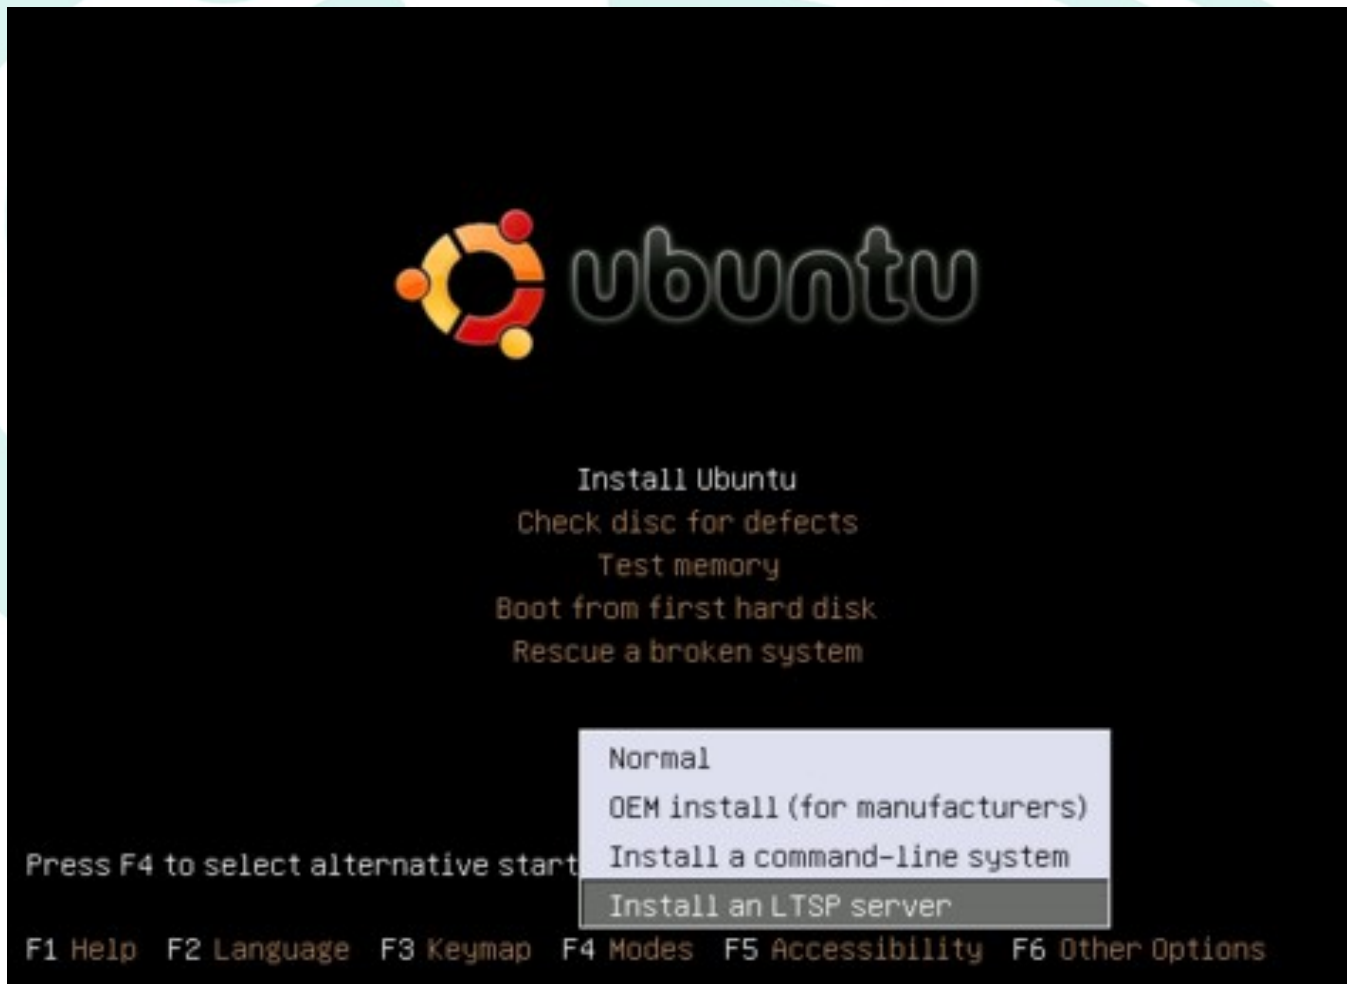 ubuntu
Install Ubuntu
Check disc for defects
Test memory
Boot from first hard disk
Rescue a broken system
Normal
OEM install (for manufacturers)
Install a command-line system
Install an LTSP server
Press F4 to select alternative start
F1 Help F2 Language F3 Keymap F4 Modes F5 Accessibility F6 Other Options